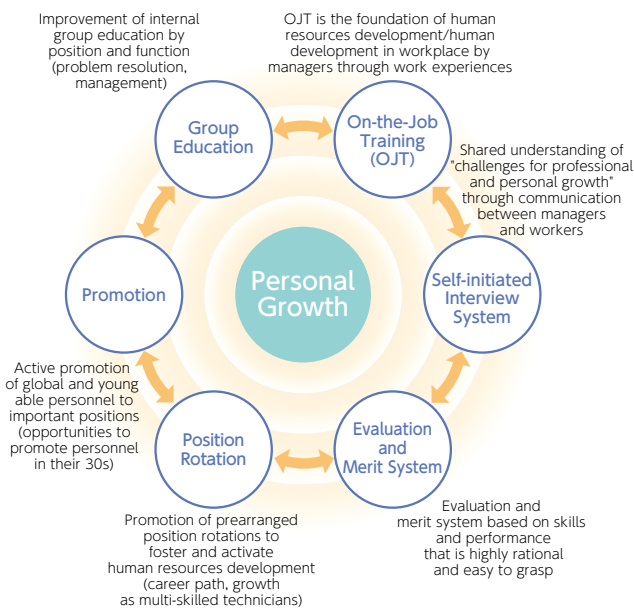 Improvement of internal
group education by
position and function
(problem resolution,
management)
OJT is the foundation of human
resources development/human
development in workplace by
managers through work experiences
Group
Education
On-the-Job
Training
(OJT)
Shared understanding of
"challenges for professional
and personal growth"
through communication
between managers
and workers
Promotion
Personal
Growth
Self-initiated
Interview
System
Active promotion
of global and young
able personnel to
important positions
(opportunities to
promote personnel
in their 30s)
Position
Rotation
Evaluation
and
Merit System
Promotion of prearranged
position rotations to
foster and activate
human resources development
(career path, growth
as multi-skilled technicians)
Evaluation and
merit system based on skills
and performance
that is highly rational
and easy to grasp